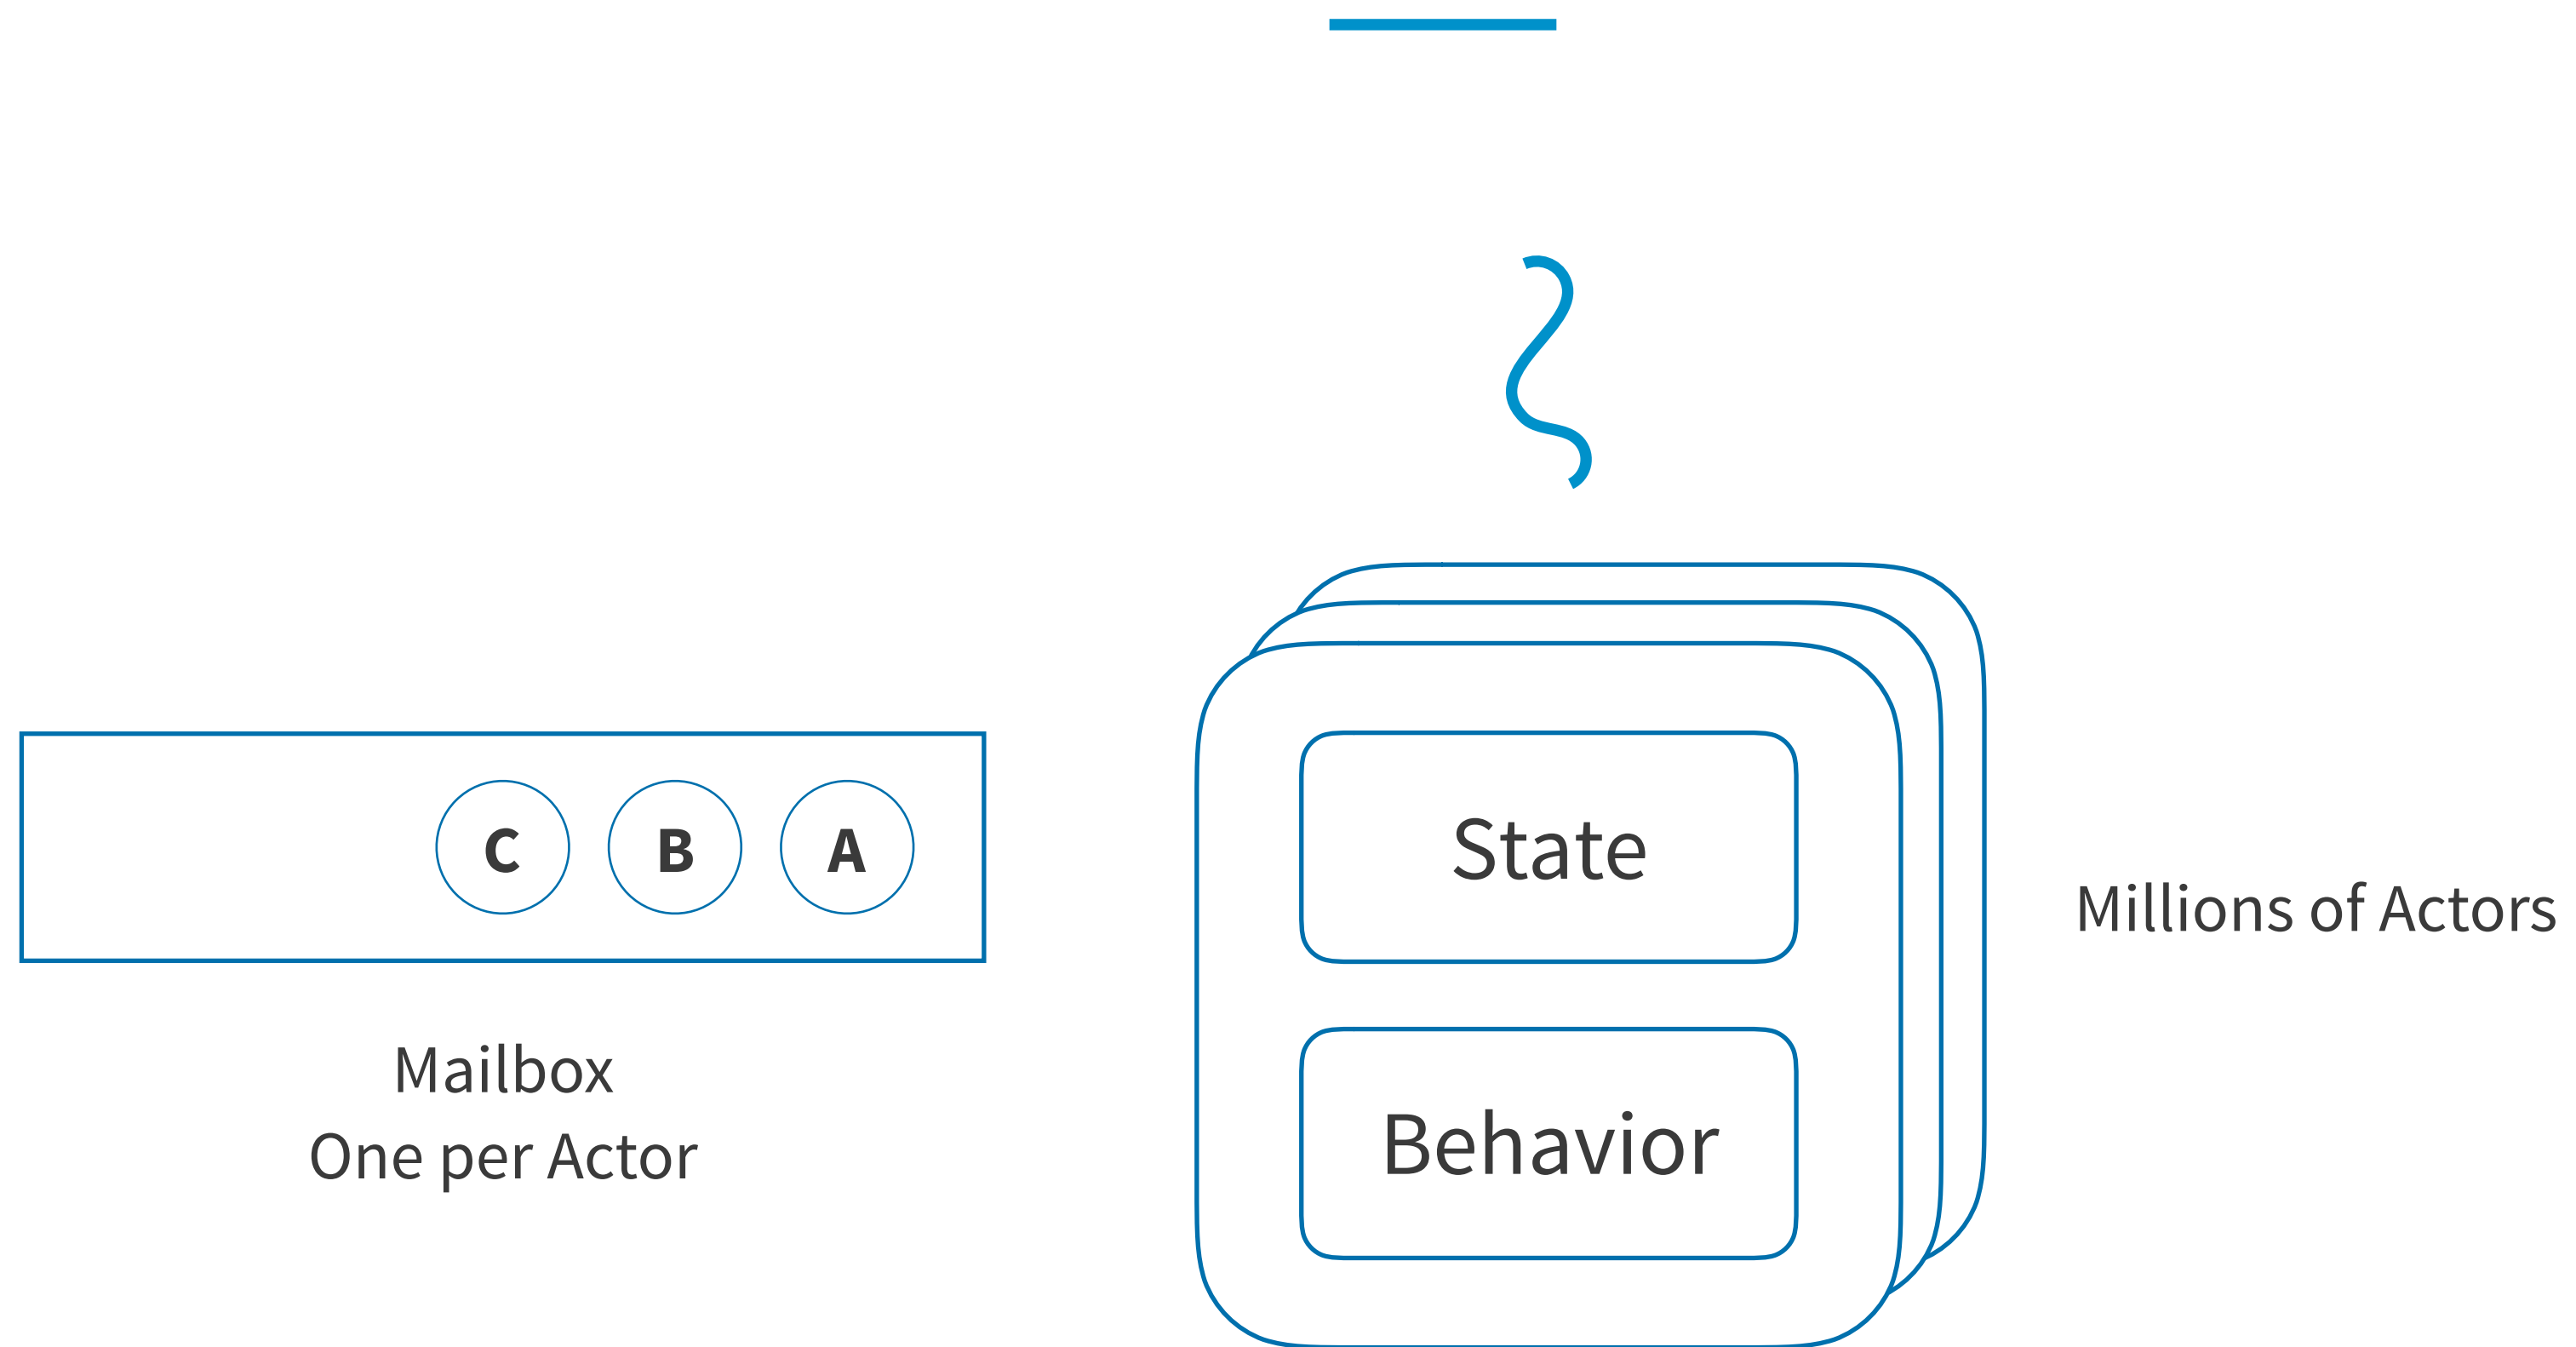 C B A
Mailbox
One per Actor
State
Behavior
Millions of Actors